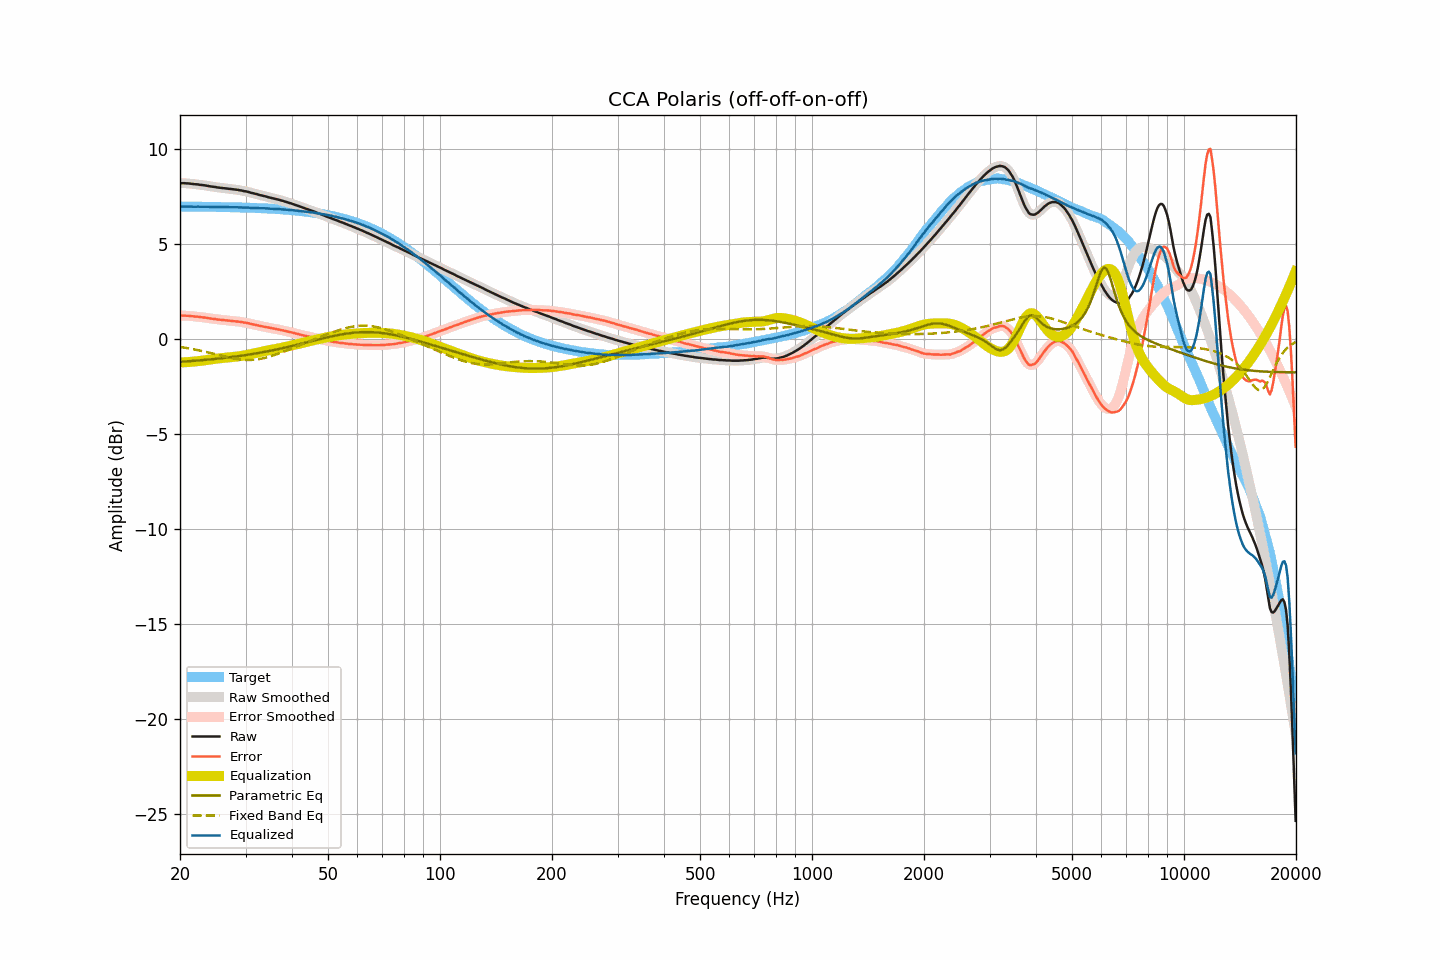 CCA Polaris (off-off-on-off)
10
5
0
−5
−10
−15
−20
−25
Amplitude (dBr)
Target
Raw Smoothed
Error Smoothed
Raw
Error
Equalization
Parametric Eq
Fixed Band Eq
Equalized
20 50 100 200 500 1000 2000 5000 10000 20000
Frequency (Hz)